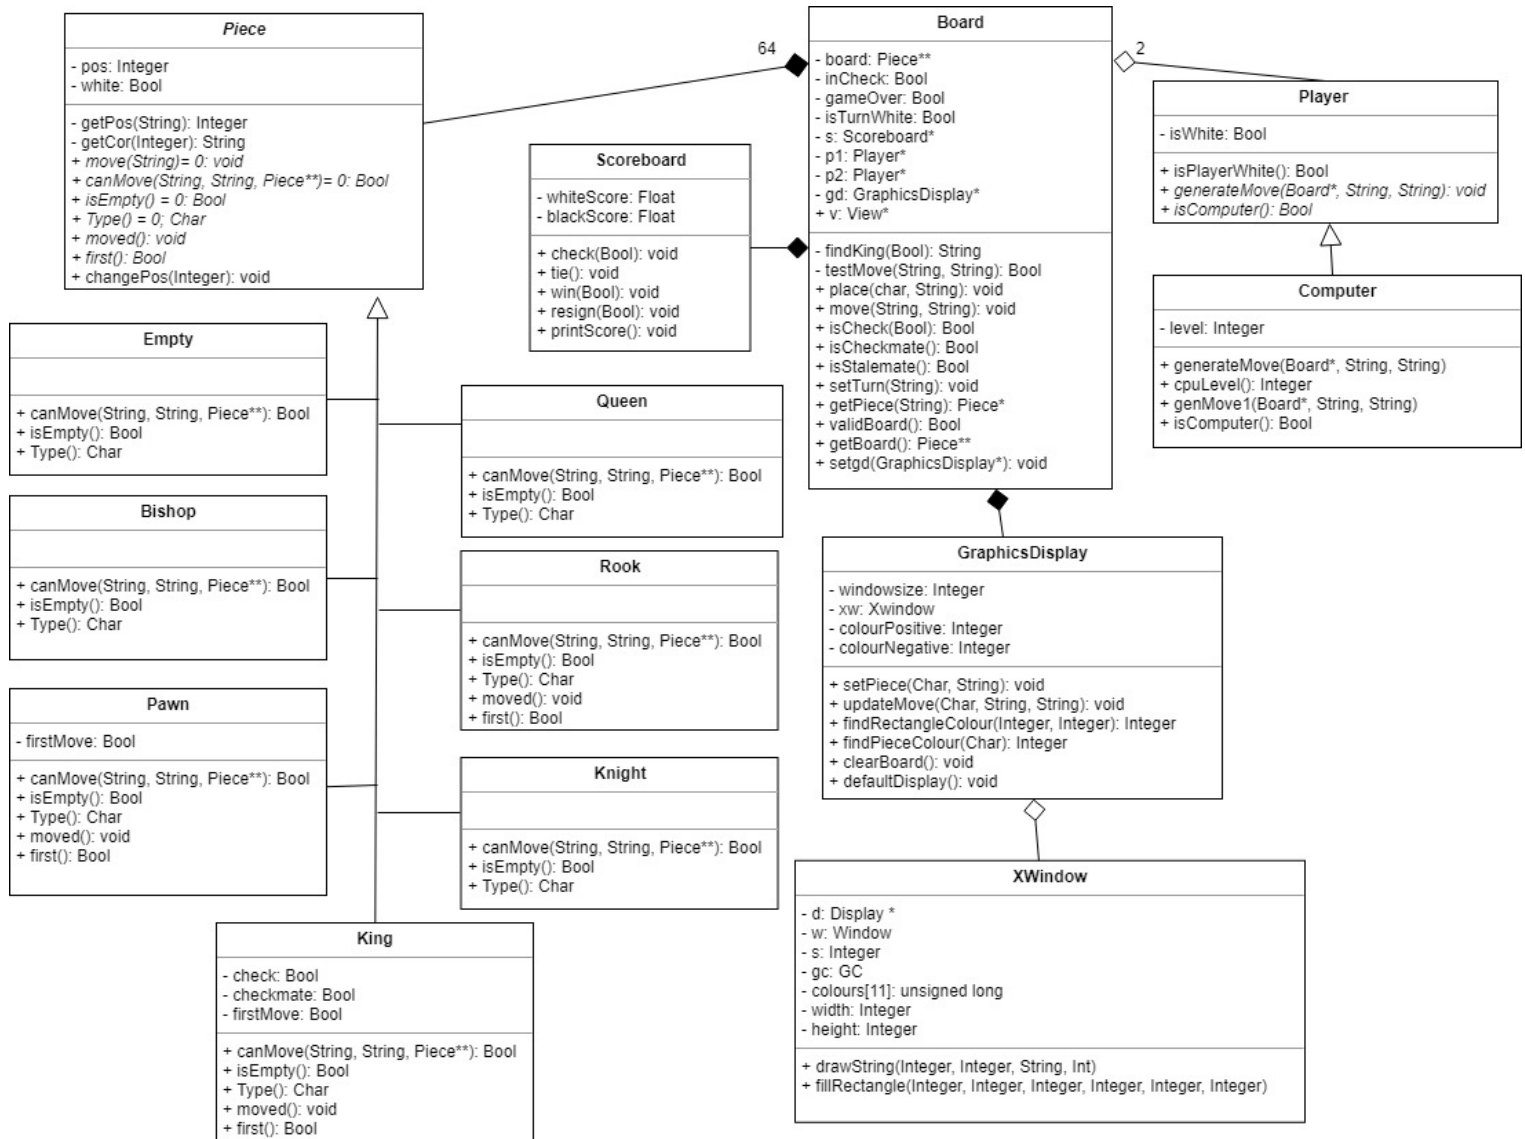 Piece
- pos: Integer
- white: Bool
- getPos(String): Integer
- getCor(Integer): String
+ move(String)= 0: void
+ canMove(String, String, Piece**)= 0: Bool
+ isEmpty() = 0: Bool
+ Type() = 0; Char
+ moved(): void
+ first(): Bool
+ changePos(Integer): void
64
Board
- board: Piece**
- inCheck: Bool
- gameOver: Bool
- isTurnWhite: Bool
- s: Scoreboard*
- p1: Player*
- p2: Player*
- gd: GraphicsDisplay*
+ v: View*
- findKing(Bool): String
- testMove(String, String): Bool
+ place(char, String): void
+ move(String, String): void
+ isCheck(Bool): Bool
+ isCheckmate(): Bool
+ isStalemate(): Bool
+ setTurn(String): void
+ getPiece(String): Piece*
+ validBoard(): Bool
+ getBoard(): Piece**
+ setgd(GraphicsDisplay*): void
2
Player
- isWhite: Bool
+ isPlayerWhite(): Bool
+ generateMove(Board*, String, String): void
+ isComputer(): Bool
Scoreboard
- whiteScore: Float
- blackScore: Float
+ check(Bool): void
+ tie(): void
+ win(Bool): void
+ resign(Bool): void
+ printScore(): void
Computer
- level: Integer
+ generateMove(Board*, String, String)
+ cpuLevel(): Integer
+ genMove1(Board*, String, String)
+ isComputer(): Bool
Empty
+ canMove(String, String, Piece**): Bool
+ isEmpty(): Bool
+ Type(): Char
Queen
+ canMove(String, String, Piece**): Bool
+ isEmpty(): Bool
+ Type(): Char
Bishop
+ canMove(String, String, Piece**): Bool
+ isEmpty(): Bool
+ Type(): Char
Rook
+ canMove(String, String, Piece**): Bool
+ isEmpty(): Bool
+ Type(): Char
+ moved(): void
+ first(): Bool
GraphicsDisplay
- windowsize: Integer
- xw: Xwindow
- colourPositive: Integer
- colourNegative: Integer
+ setPiece(Char, String): void
+ updateMove(Char, String, String): void
+ findRectangleColour(Integer, Integer): Integer
+ findPieceColour(Char): Integer
+ clearBoard(): void
+ defaultDisplay(): void
Pawn
- firstMove: Bool
+ canMove(String, String, Piece**): Bool
+ isEmpty(): Bool
+ Type(): Char
+ moved(): void
+ first(): Bool
Knight
+ canMove(String, String, Piece**): Bool
+ isEmpty(): Bool
+ Type(): Char
XWindow
- d: Display *
- w: Window
- s: Integer
- gc: GC
- colours[11]: unsigned long
- width: Integer
- height: Integer
+ drawString(Integer, Integer, String, Int)
+ fillRectangle(Integer, Integer, Integer, Integer, Integer, Integer)
King
- check: Bool
- checkmate: Bool
- firstMove: Bool
+ canMove(String, String, Piece**): Bool
+ isEmpty(): Bool
+ Type(): Char
+ moved(): void
+ first(): Bool